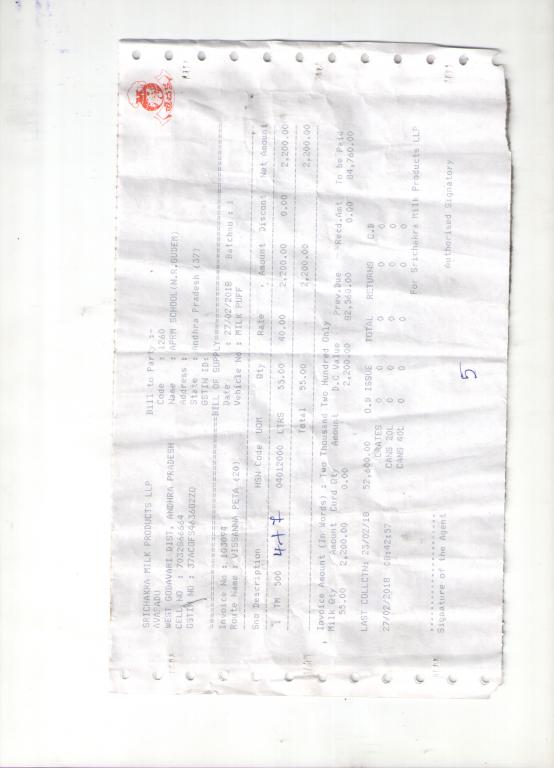 SRICHAKRA MILK PRODUCTS LLP
AVAPADU
WEST GODAVARI DIST, ANDHRA PRADESH
CELL NO : 7032866664
GSTIN NO :
Bill to Party :-
Code : 1260
Name : APRM SCHOOL(N.R.GUDEM)
Address :
State : Andhra Pradesh (37)
GSTIN ID:
BILL OF SUPPLY
Invoice No : 103094
Route Name : VISSANNA PETA (20)
Date : 27/02/2018 Batchno : 1
Vehicle No : MILK PUFF
Sno Description HSN Code UOM Qty Rate Amount Discont Net Amount
1 TM 500 04012000 LTRS 55.00 40.00 2,200.00 0.00 2,200.00
Total 55.00 2,200.00 2,200.00
Invoice Amount (In Words) : Two Thousand Two Hundred Only
Milk Qty Amount Curd Qty Amount D.C Value Prev.Due Recd.Amt To be Paid
55.00 2,200.00 0.00 2,200.00 82,560.00 0.00 84,760.00
LAST COLLCTN: 23/02/18 52,600.00
O.B ISSUE TOTAL RETURNS C.B
CRATES 0 0 0 0 0
CANS 20L 0 0 0 0 0
CANS 40L 0 0 0 0 0
27/02/2018 08:42:57
For Srichakra Milk Products LLP
5
Signature of the Agent
Authorised Signatory